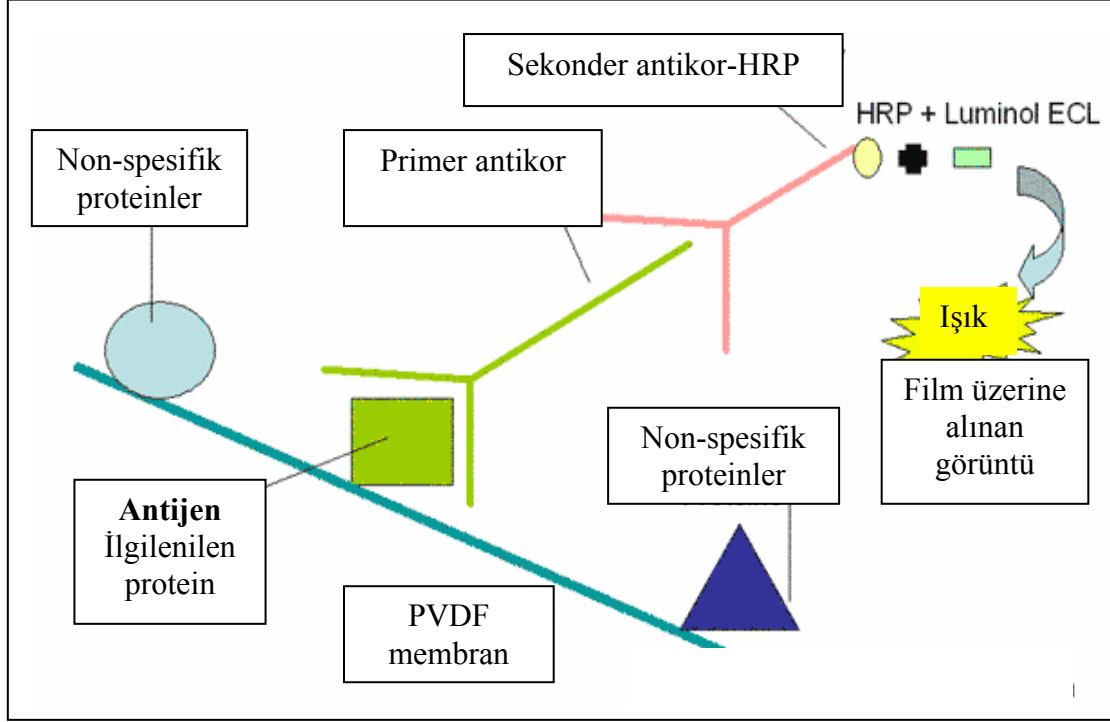 Sekonder antikor-HRP
HRP + Luminol ECL
Non-spesifik
proteinler
Primer antikor
Işık
Film üzerine
alınan
görüntü
Non-spesifik
proteinler
Antijen
İlgilenilen
protein
PVDF
membran